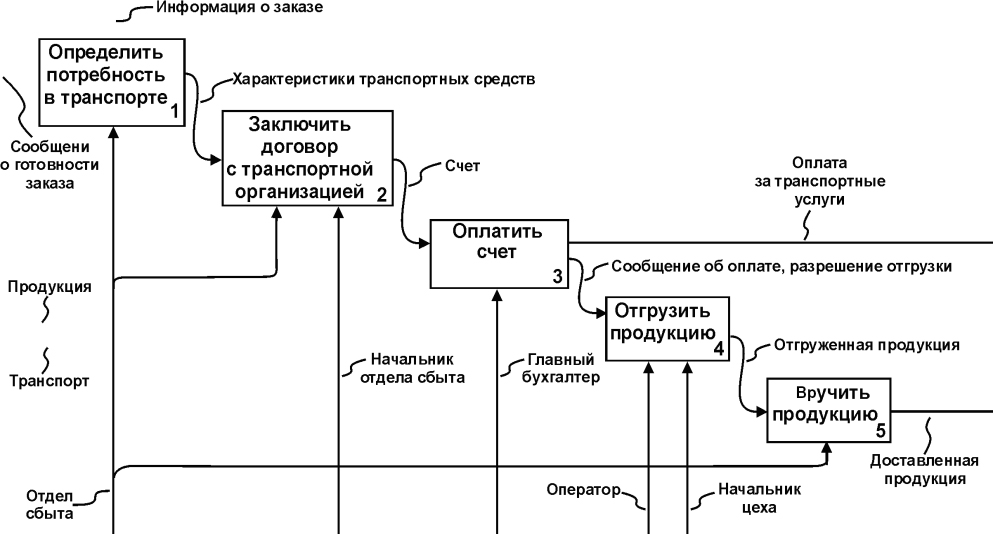 Информация о заказе
Определить
потребность
в транспорте
1
Характеристики транспортных средств
Сообщени
о готовности
заказа
Заключить
договор
с транспортной
организацией
2
Счет
Оплата
за транспортные
услуги
Оплатить
счет
3
Сообщение об оплате, разрешение отгрузки
Продукция
Отгрузить
продукцию
4
Отгруженная продукция
Транспорт
Начальник
отдела сбыта
Главный
бухгалтер
Вручить
продукцию
5
Доставленная
продукция
Отдел
сбыта
Оператор
Начальник
цеха